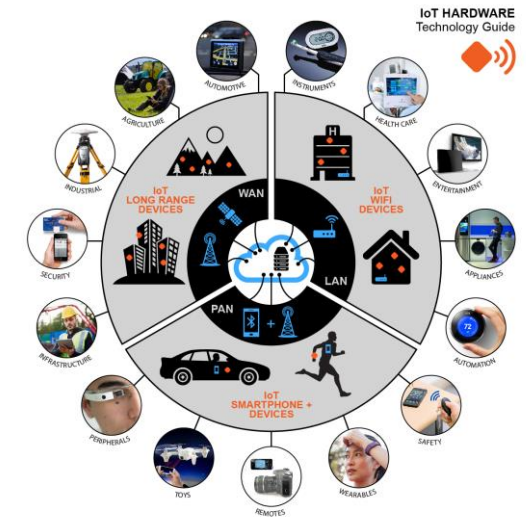 IoT HARDWARE
Technology Guide
AUTOMOTIVE
INSTRUMENTS
AGRICULTURE
HEALTH CARE
INDUSTRIAL
ENTERTAINMENT
SECURITY
APPLIANCES
INFRASTRUCTURE
AUTOMATION
PERIPHERALS
SAFETY
TOYS
WEARABLES
REMOTES
IoT
LONG RANGE
DEVICES
WAN
H
IoT
WIFI
DEVICES
LAN
PAN
+
IoT
SMARTPHONE +
DEVICES
72